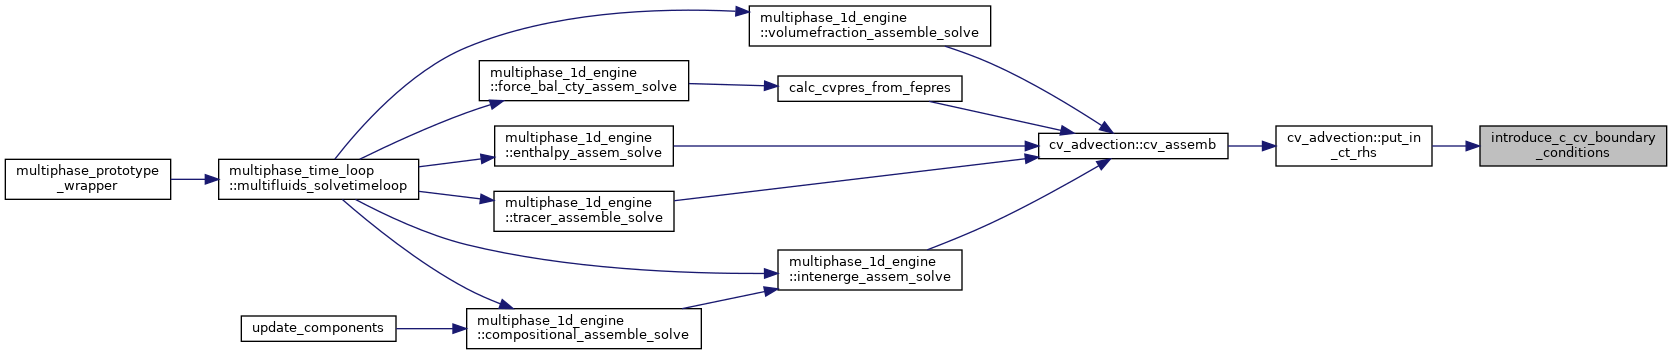 multiphase_prototype
_wrapper
multiphase_time_loop
::multifluids_solvetimeloop
multiphase_1d_engine
::volumefraction_assemble_solve
multiphase_1d_engine
::force_bal_cty_assem_solve
calc_cvpres_from_fepres
multiphase_1d_engine
::enthalpy_assem_solve
multiphase_1d_engine
::tracer_assemble_solve
multiphase_1d_engine
::intenerge_assem_solve
update_components
multiphase_1d_engine
::compositional_assemble_solve
cv_advection::cv_assemb
cv_advection::put_in
_ct_rhs
introduce_c_cv_boundary
_conditions